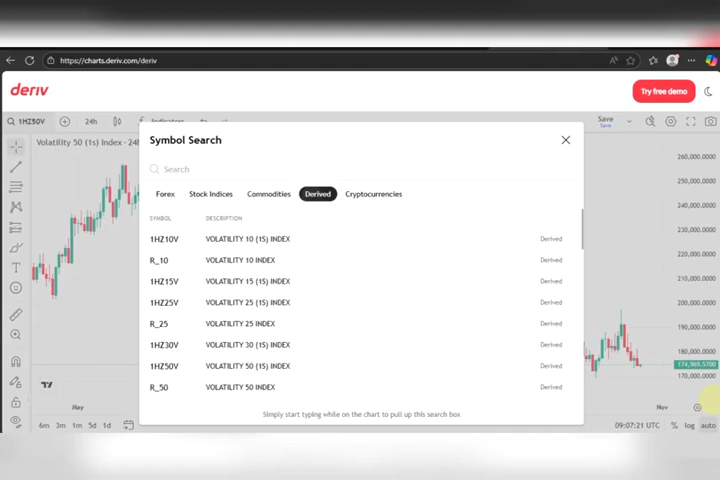 https://charts.deriv.com/deriv
deriv
Try free demo
1HZ50V
24h
Indicators
Save
Save
Volatility 50 (1s) Index · 24h
Symbol Search
Search
Forex
Stock Indices
Commodities
Derived
Cryptocurrencies
SYMBOL DESCRIPTION
1HZ10V VOLATILITY 10 (1S) INDEX Derived
R_10 VOLATILITY 10 INDEX Derived
1HZ15V VOLATILITY 15 (1S) INDEX Derived
1HZ25V VOLATILITY 25 (1S) INDEX Derived
R_25 VOLATILITY 25 INDEX Derived
1HZ30V VOLATILITY 30 (1S) INDEX Derived
1HZ50V VOLATILITY 50 (1S) INDEX Derived
R_50 VOLATILITY 50 INDEX Derived
Simply start typing while on the chart to pull up this search box
260,000.0000
250,000.0000
240,000.0000
230,000.0000
220,000.0000
210,000.0000
200,000.0000
190,000.0000
180,000.0000
174,969.5700
170,000.0000
May
Nov
6m 3m 1m 5d 1d
09:07:21 UTC % log auto